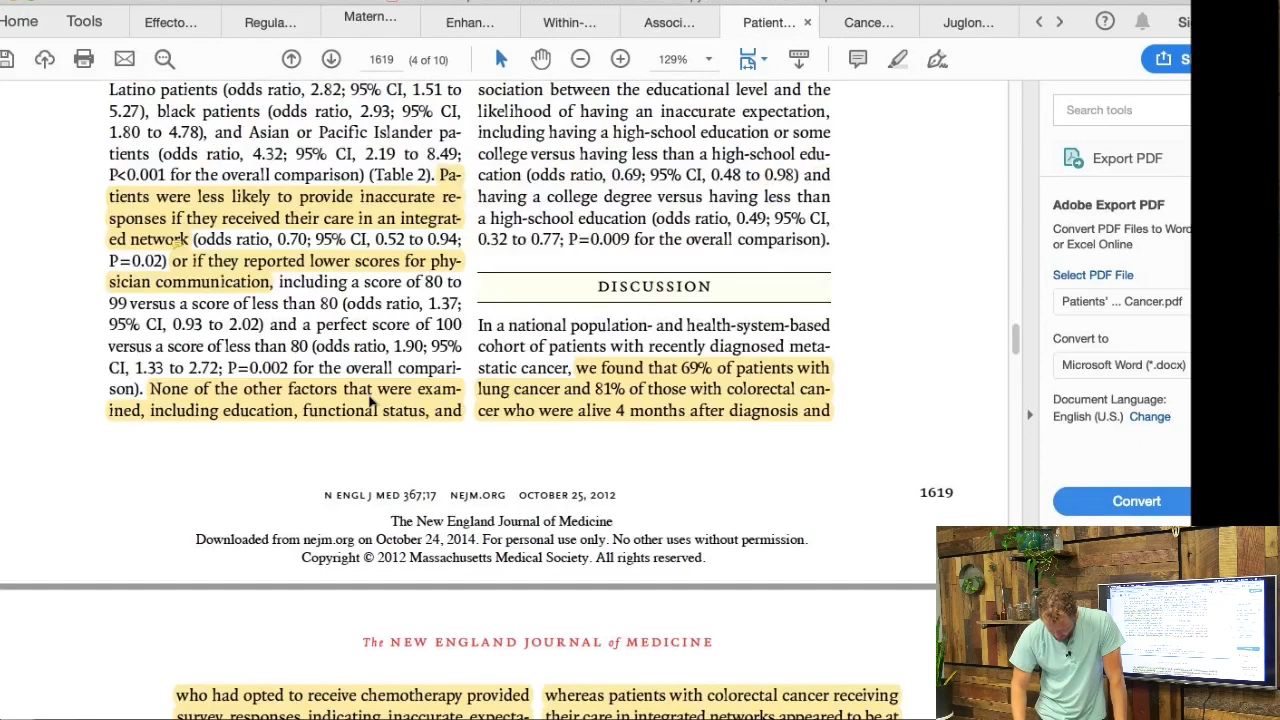 Home
Tools
Effecto...
Regula...
Matern...
Enhan...
Within-...
Associ...
Patient... ×
Cance...
Juglon...
1619
(4 of 10)
129%
Latino patients (odds ratio, 2.82; 95% CI, 1.51 to
5.27), black patients (odds ratio, 2.93; 95% CI,
1.80 to 4.78), and Asian or Pacific Islander pa-
tients (odds ratio, 4.32; 95% CI, 2.19 to 8.49;
P<0.001 for the overall comparison) (Table 2). Pa-
tients were less likely to provide inaccurate re-
sponses if they received their care in an integrat-
ed network (odds ratio, 0.70; 95% CI, 0.52 to 0.94;
P=0.02) or if they reported lower scores for phy-
sician communication, including a score of 80 to
99 versus a score of less than 80 (odds ratio, 1.37;
95% CI, 0.93 to 2.02) and a perfect score of 100
versus a score of less than 80 (odds ratio, 1.90; 95%
CI, 1.33 to 2.72; P=0.002 for the overall compari-
son). None of the other factors that were exam-
ined, including education, functional status, and
sociation between the educational level and the
likelihood of having an inaccurate expectation,
including having a high-school education or some
college versus having less than a high-school edu-
cation (odds ratio, 0.69; 95% CI, 0.48 to 0.98) and
having a college degree versus having less than
a high-school education (odds ratio, 0.49; 95% CI,
0.32 to 0.77; P=0.009 for the overall comparison).
DISCUSSION
In a national population- and health-system-based
cohort of patients with recently diagnosed meta-
static cancer, we found that 69% of patients with
lung cancer and 81% of those with colorectal can-
cer who were alive 4 months after diagnosis and
N ENGL J MED 367;17 NEJM.ORG OCTOBER 25, 2012
1619
The New England Journal of Medicine
Downloaded from nejm.org on October 24, 2014. For personal use only. No other uses without permission.
Copyright © 2012 Massachusetts Medical Society. All rights reserved.
The NEW ENGLAND JOURNAL of MEDICINE
who had opted to receive chemotherapy provided
survey responses indicating inaccurate expecta-
whereas patients with colorectal cancer receiving
their care in integrated networks appeared to be at
Search tools
Export PDF
Adobe Export PDF
Convert PDF Files to Word
or Excel Online
Select PDF File
Patients' ... Cancer.pdf
Convert to
Microsoft Word (*.docx)
Document Language:
English (U.S.) Change
Convert